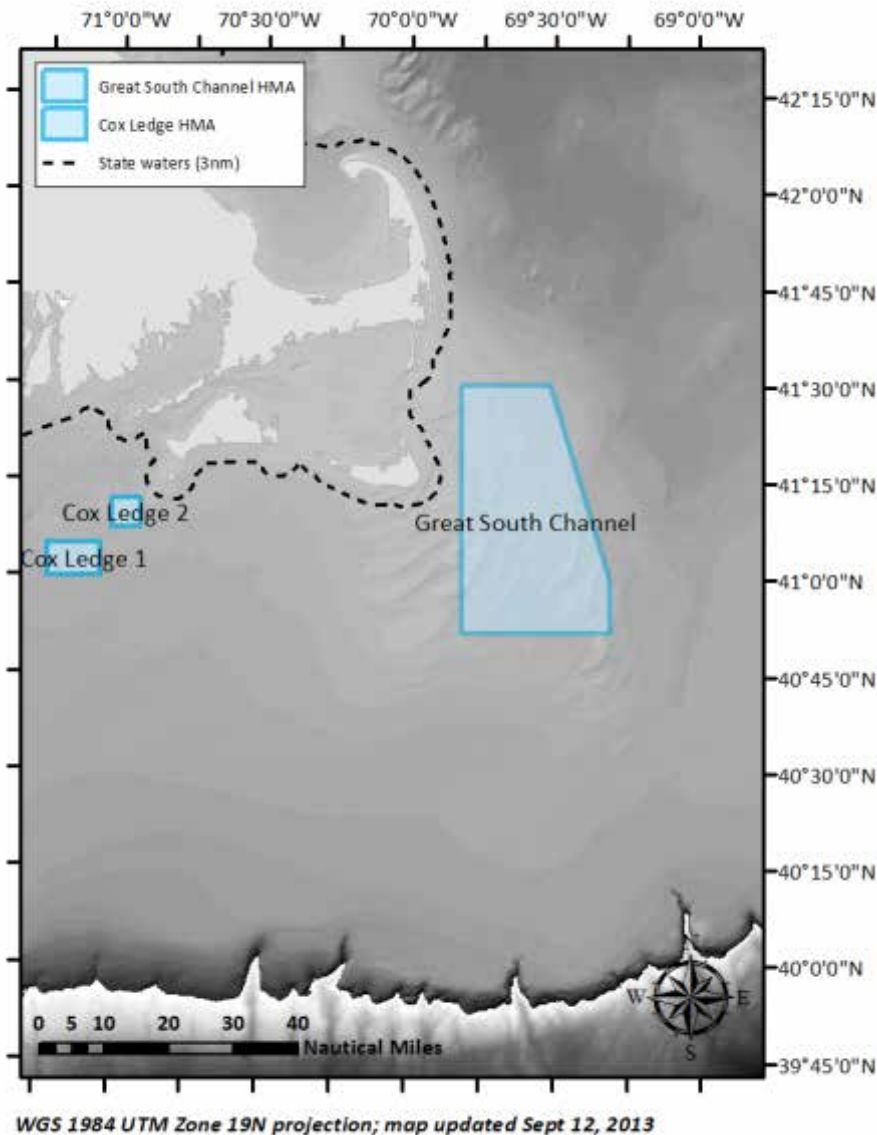 71°0'0"W 70°30'0"W 70°0'0"W 69°30'0"W 69°0'0"W
Great South Channel HMA
Cox Ledge HMA
State waters (3nm)
42°15'0"N
42°0'0"N
41°45'0"N
41°30'0"N
41°15'0"N
Cox Ledge 2
Great South Channel
Cox Ledge 1
41°0'0"N
40°45'0"N
40°30'0"N
40°15'0"N
40°0'0"N
N
W E
S
0 5 10 20 30 40
Nautical Miles
39°45'0"N
WGS 1984 UTM Zone 19N projection; map updated Sept 12, 2013